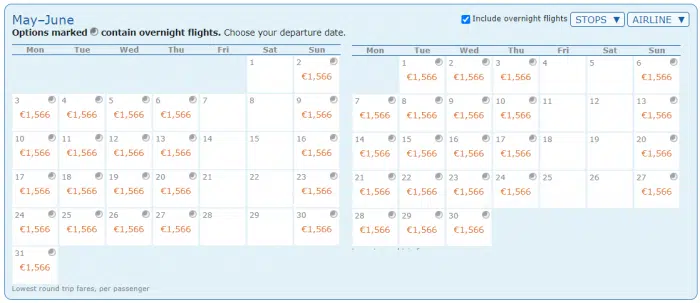 May–June
Include overnight flights STOPS ▼ AIRLINE ▼
Options marked contain overnight flights. Choose your departure date.
Mon Tue Wed Thu Fri Sat Sun
1 2
€1,566
3 4 5 6 7 8 9
€1,566 €1,566 €1,566 €1,566 €1,566
10 11 12 13 14 15 16
€1,566 €1,566 €1,566 €1,566 €1,566
17 18 19 20 21 22 23
€1,566 €1,566 €1,566 €1,566 €1,566
24 25 26 27 28 29 30
€1,566 €1,566 €1,566 €1,566 €1,566
31
€1,566
Lowest round trip fares, per passenger
Mon Tue Wed Thu Fri Sat Sun
1 2 3 4 5 6
€1,566 €1,566 €1,566 €1,566
7 8 9 10 11 12 13
€1,566 €1,566 €1,566 €1,566 €1,566
14 15 16 17 18 19 20
€1,566 €1,566 €1,566 €1,566 €1,566
21 22 23 24 25 26 27
€1,566 €1,566 €1,566 €1,566 €1,566
28 29 30
€1,566 €1,566 €1,566